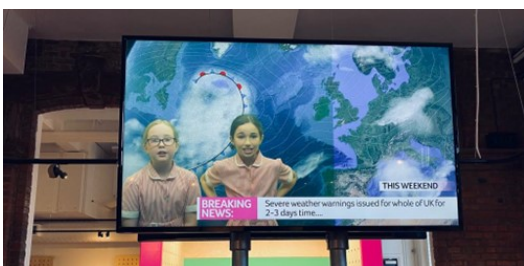 THIS WEEKEND
BREAKING
NEWS:
Severe weather warnings issued for whole of UK for
2-3 days time....